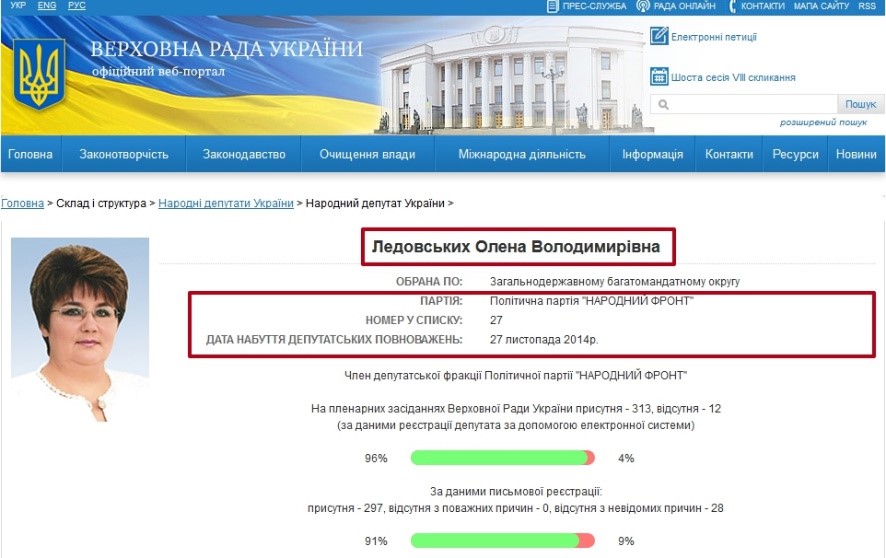 УКР ENG РУС ПРЕС-СЛУЖБА РАДА ОНЛАЙН КОНТАКТИ МАПА САЙТУ RSS
ВЕРХОВНА РАДА УКРАЇНИ
офіційний веб-портал
Електронні петиції
Шоста сесія VIII скликання
Пошук
розширений пошук
Головна Законотворчість Законодавство Очищення влади Міжнародна діяльність Інформація Контакти Ресурси Новини
Головна > Склад і структура > Народні депутати України > Народний депутат України >
Ледовських Олена Володимирівна
ОБРАНА ПО: Загальнодержавному багатомандатному округу
ПАРТІЯ: Політична партія "НАРОДНИЙ ФРОНТ"
НОМЕР У СПИСКУ: 27
ДАТА НАБУТТЯ ДЕПУТАТСЬКИХ ПОВНОВАЖЕНЬ: 27 листопада 2014р.
Член депутатської фракції Політичної партії "НАРОДНИЙ ФРОНТ"
На пленарних засіданнях Верховної Ради України присутня - 313, відсутня - 12
(за даними реєстрації депутата за допомогою електронної системи)
96% 4%
За даними письмової реєстрації:
присутня - 297, відсутня з поважних причин - 0, відсутня з невідомих причин - 28
91% 9%